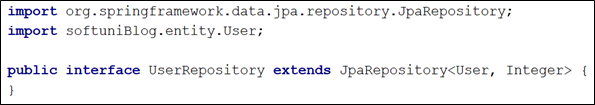 import org.springframework.data.jpa.repository.JpaRepository;
import softuniBlog.entity.User;
public interface UserRepository extends JpaRepository<User, Integer> {
}